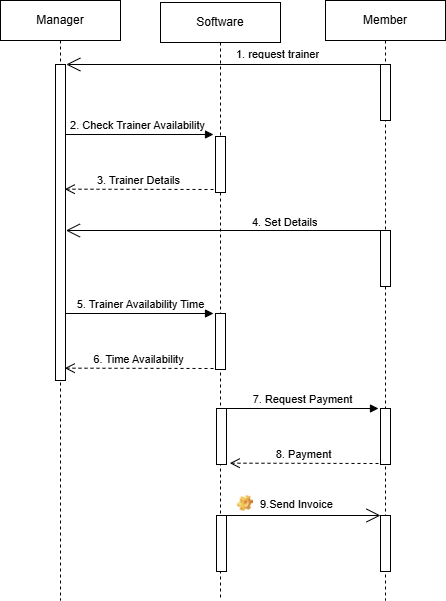 Manager
Software
Member
1. request trainer
2. Check Trainer Availability
3. Trainer Details
4. Set Details
5. Trainer Availability Time
6. Time Availability
7. Request Payment
8. Payment
9.Send Invoice